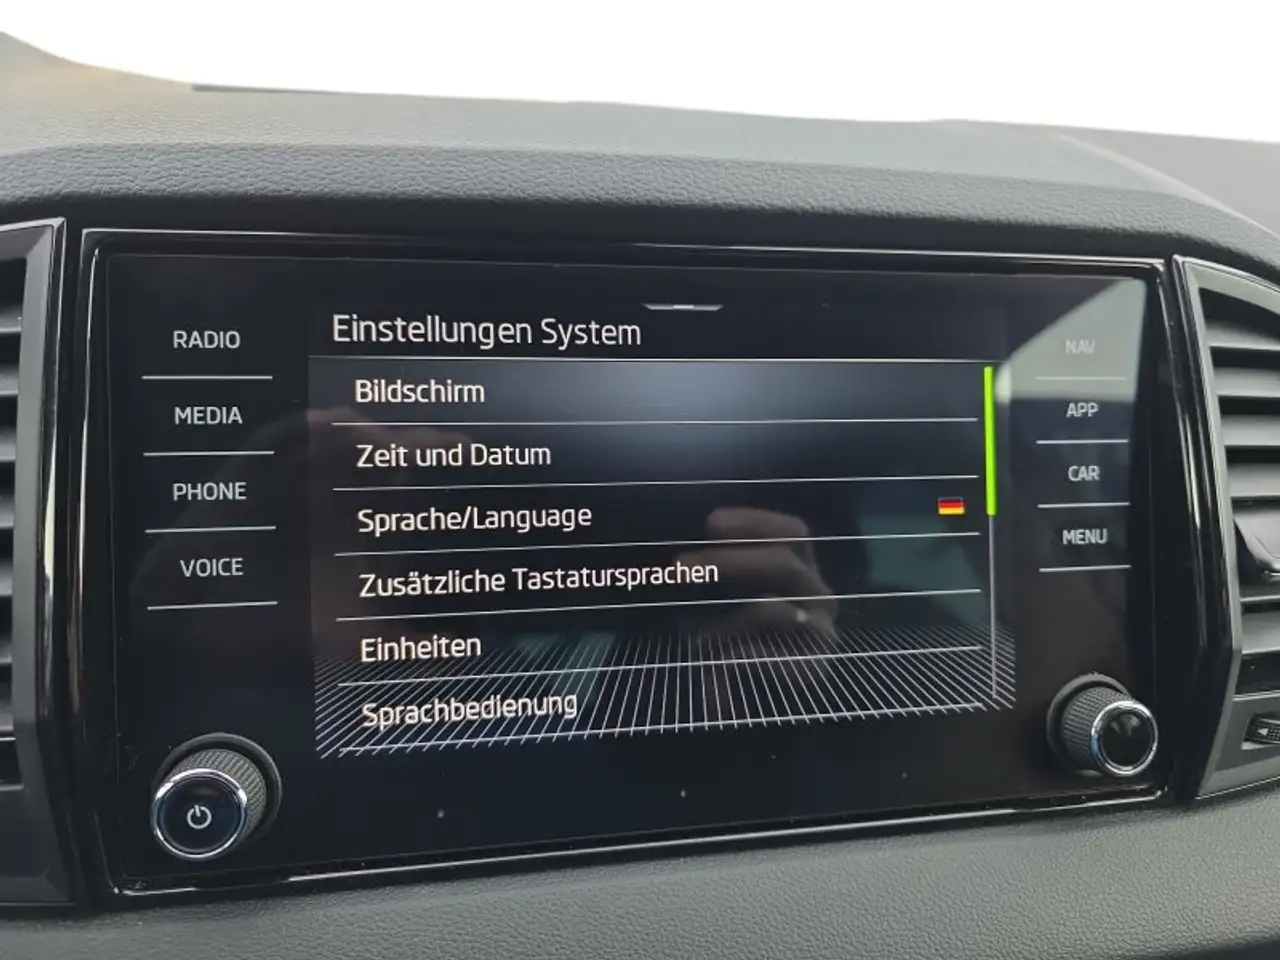 Einstellungen System
RADIO
MEDIA
PHONE
VOICE
Bildschirm
Zeit und Datum
Sprache/Language
Zusätzliche Tastatursprachen
Einheiten
Sprachbedienung
NAV
APP
CAR
MENU